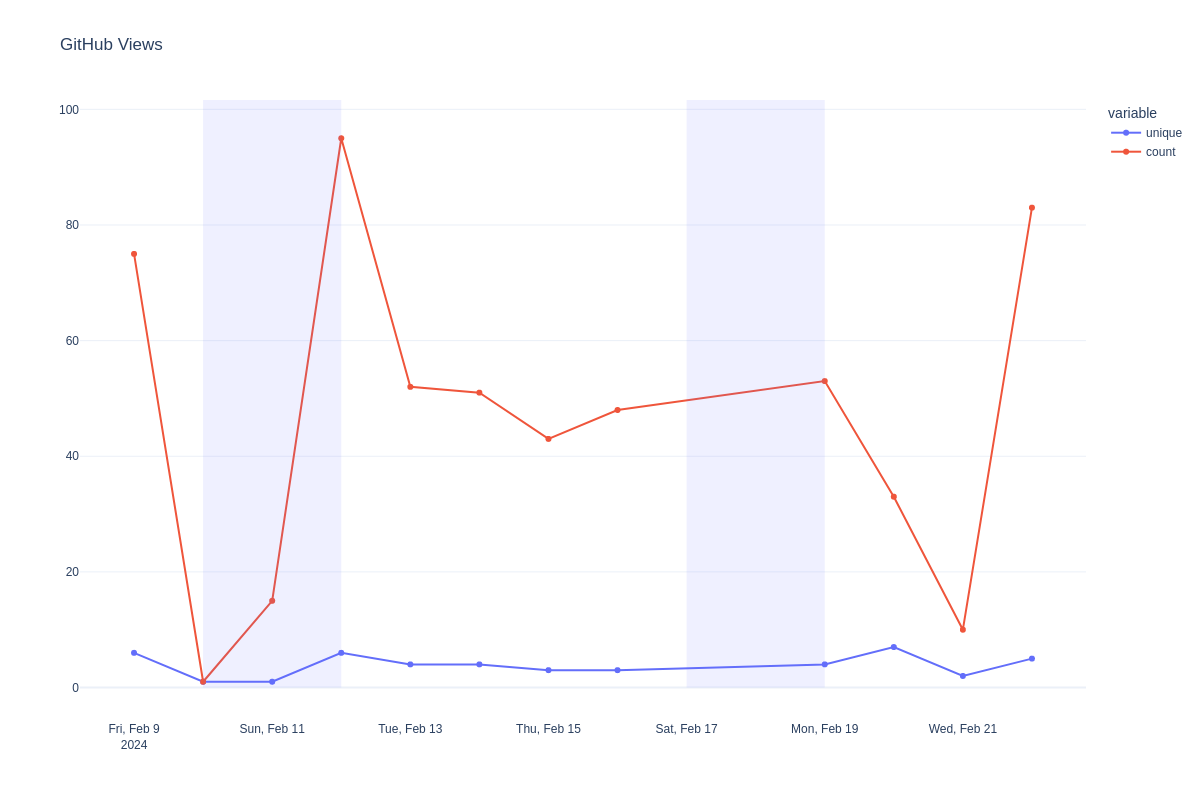 GitHub Views
100
80
60
40
20
0
Fri, Feb 9
2024
Sun, Feb 11
Tue, Feb 13
Thu, Feb 15
Sat, Feb 17
Mon, Feb 19
Wed, Feb 21
variable
unique
count